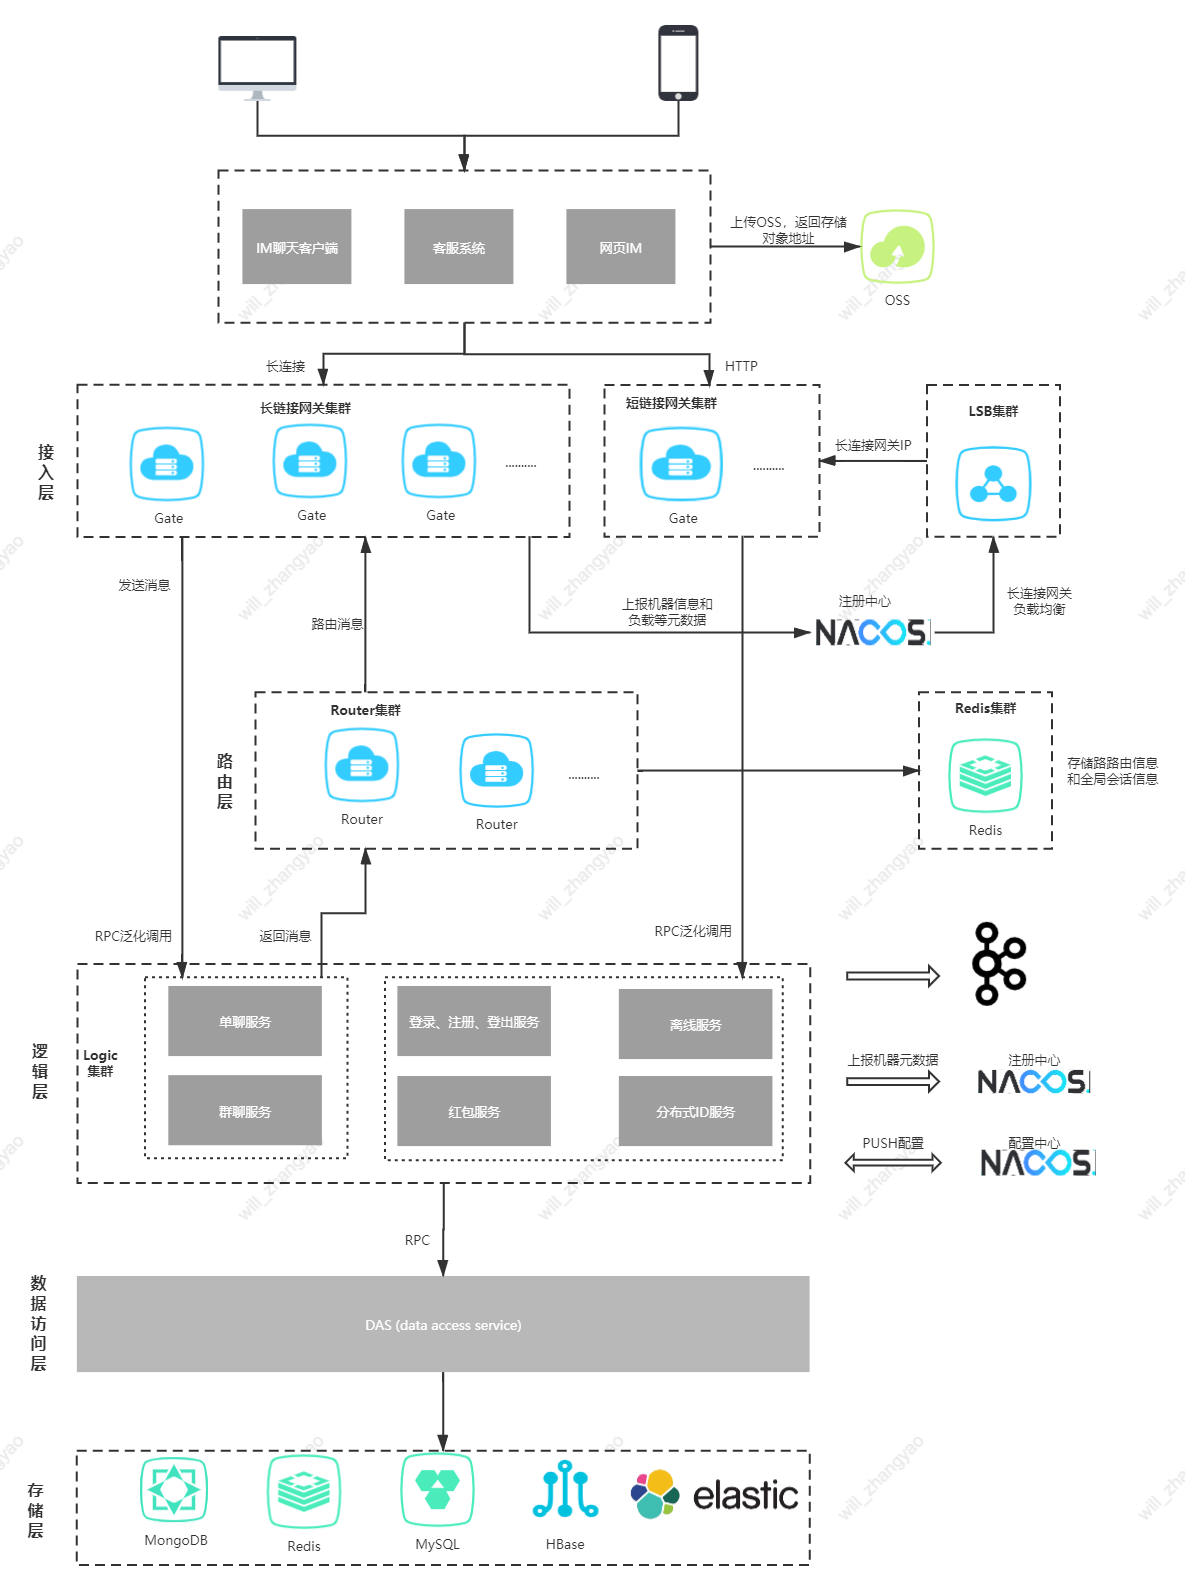 IM聊天客户端
客服系统
网页IM
上传OSS，返回存储
对象地址
OSS
长连接
HTTP
接入层
长链接网关集群
Gate
Gate
Gate
..........
短链接网关集群
Gate
..........
长连接网关IP
LSB集群
发送消息
路由消息
上报机器信息和
负载等元数据
注册中心
NACOS.
长连接网关
负载均衡
路由层
Router集群
Router
Router
..........
Redis集群
Redis
存储路路由信息
和全局会话信息
RPC泛化调用
返回消息
RPC泛化调用
逻辑层
Logic
集群
单聊服务
群聊服务
登录、注册、登出服务
离线服务
红包服务
分布式ID服务
上报机器元数据
注册中心
NACOS.
PUSH配置
配置中心
NACOS.
RPC
数据访问层
DAS (data access service)
存储层
MongoDB
Redis
MySQL
HBase
elastic
will_zhangyao